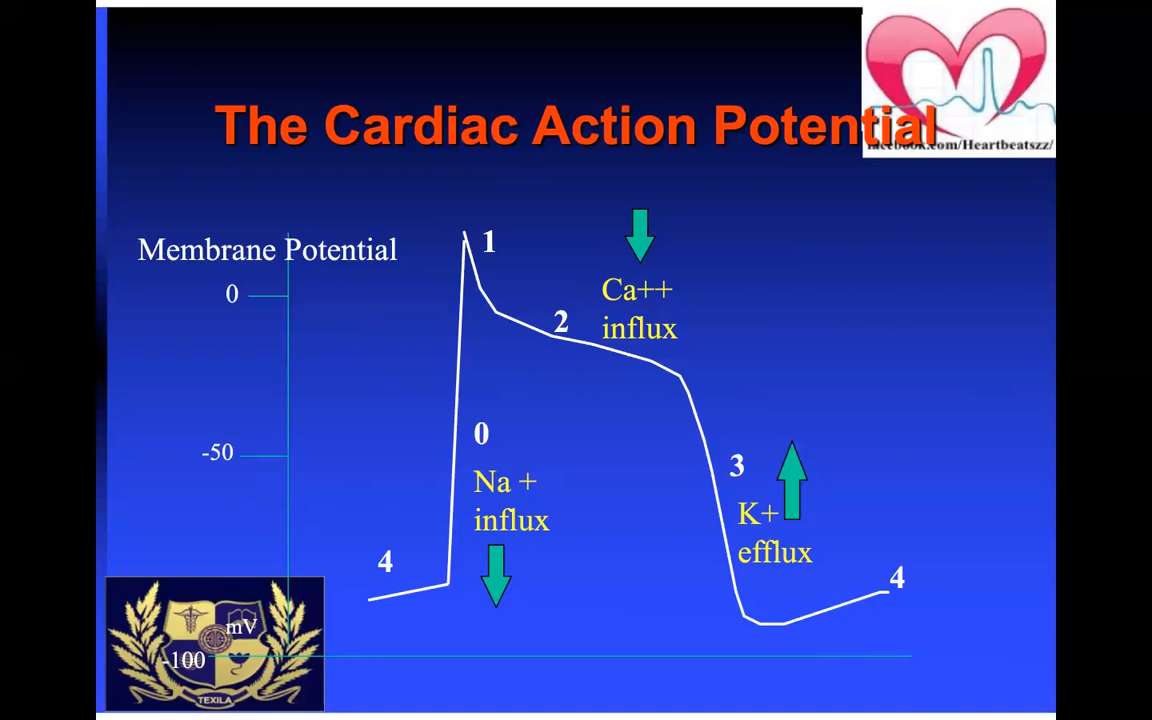 The Cardiac Action Potential
facebook.com/Heartbeatszz/
Membrane Potential
1
0
Ca++
influx
2
0
-50
3
Na +
influx
K+
efflux
4
4
mV
-100
TEXILA